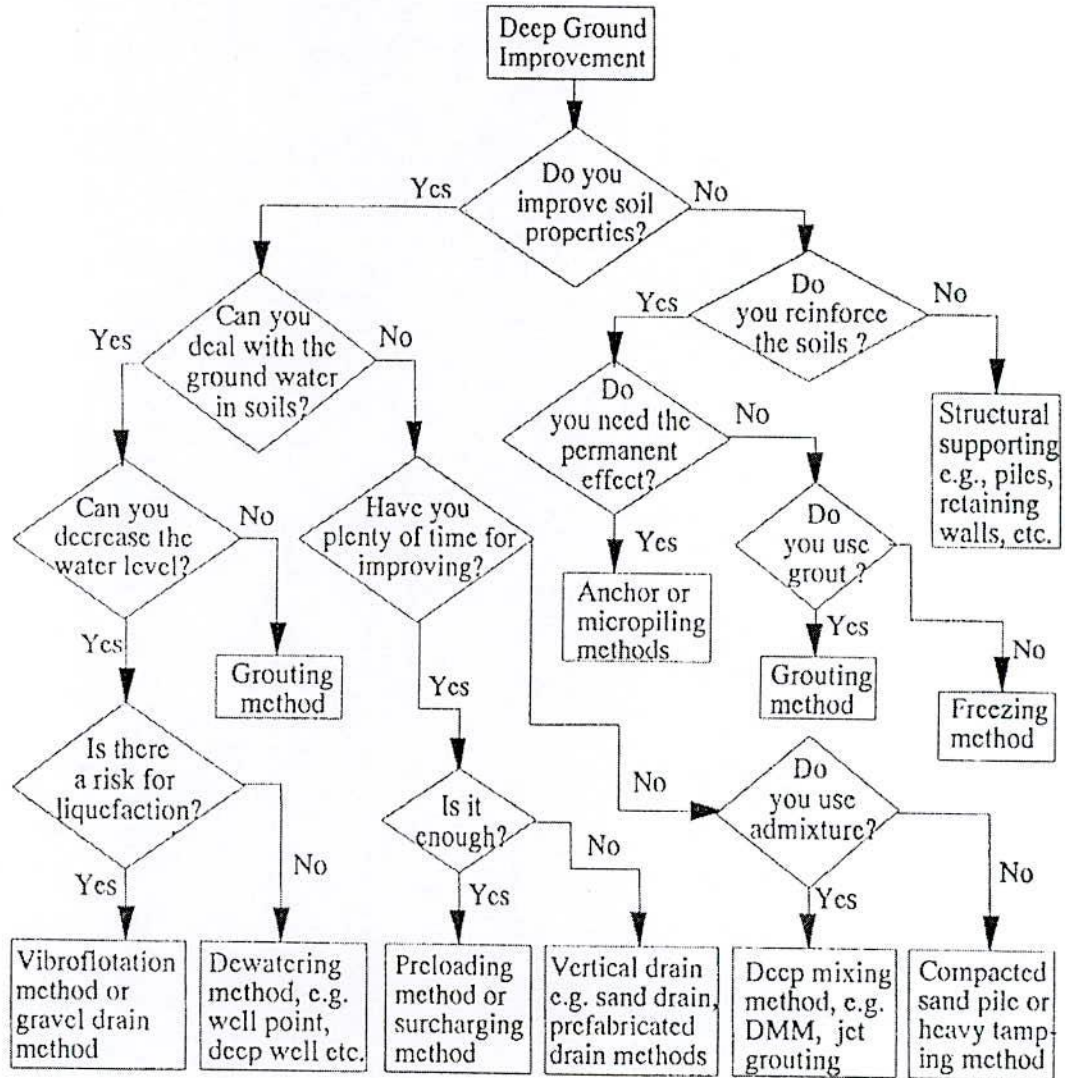 Deep Ground
Improvement
Do you
improve soil
properties?
Yes
No
Can you
deal with the
ground water
in soils?
Yes
No
Do
you reinforce
the soils ?
Yes
No
Do
you need the
permanent
effect?
No
Yes
Structural
supporting
e.g., piles,
retaining
walls, etc.
Can you
decrease the
water level?
No
Yes
Have you
plenty of time for
improving?
Do
you use
grout ?
Yes
No
Anchor or
micropiling
methods
Grouting
method
Grouting
method
Freezing
method
Is there
a risk for
liquefaction?
Yes
No
Yes
Is it
enough?
Yes
No
No
Do
you use
admixture?
Yes
No
Vibroflotation
method or
gravel drain
method
Dewatering
method, e.g.
well point,
deep well etc.
Preloading
method or
surcharging
method
Vertical drain
e.g. sand drain,
prefabricated
drain methods
Deep mixing
method, e.g.
DMM, jet
grouting
Compacted
sand pile or
heavy tamp-
ing method